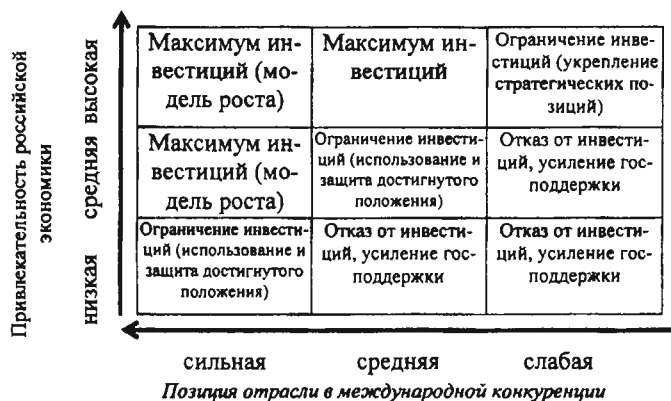 Привлекательность российской
экономики
высокая
средняя
низкая
Максимум ин-
вестиций (мо-
дель роста)
Максимум ин-
вестиций
Ограничение инве-
стиций (укрепление
стратегических по-
зиций)
Максимум ин-
вестиций (мо-
дель роста)
Ограничение инвести-
ций (использование и
защита достигнутого
положения)
Отказ от инвести-
ций, усиление гос-
поддержки
Ограничение инвести-
ций (использование и
защита достигнутого
положения)
Отказ от инвести-
ций, усиление гос-
поддержки
Отказ от инвести-
ций, усиление гос-
поддержки
сильная
средняя
слабая
Позиция отрасли в международной конкуренции